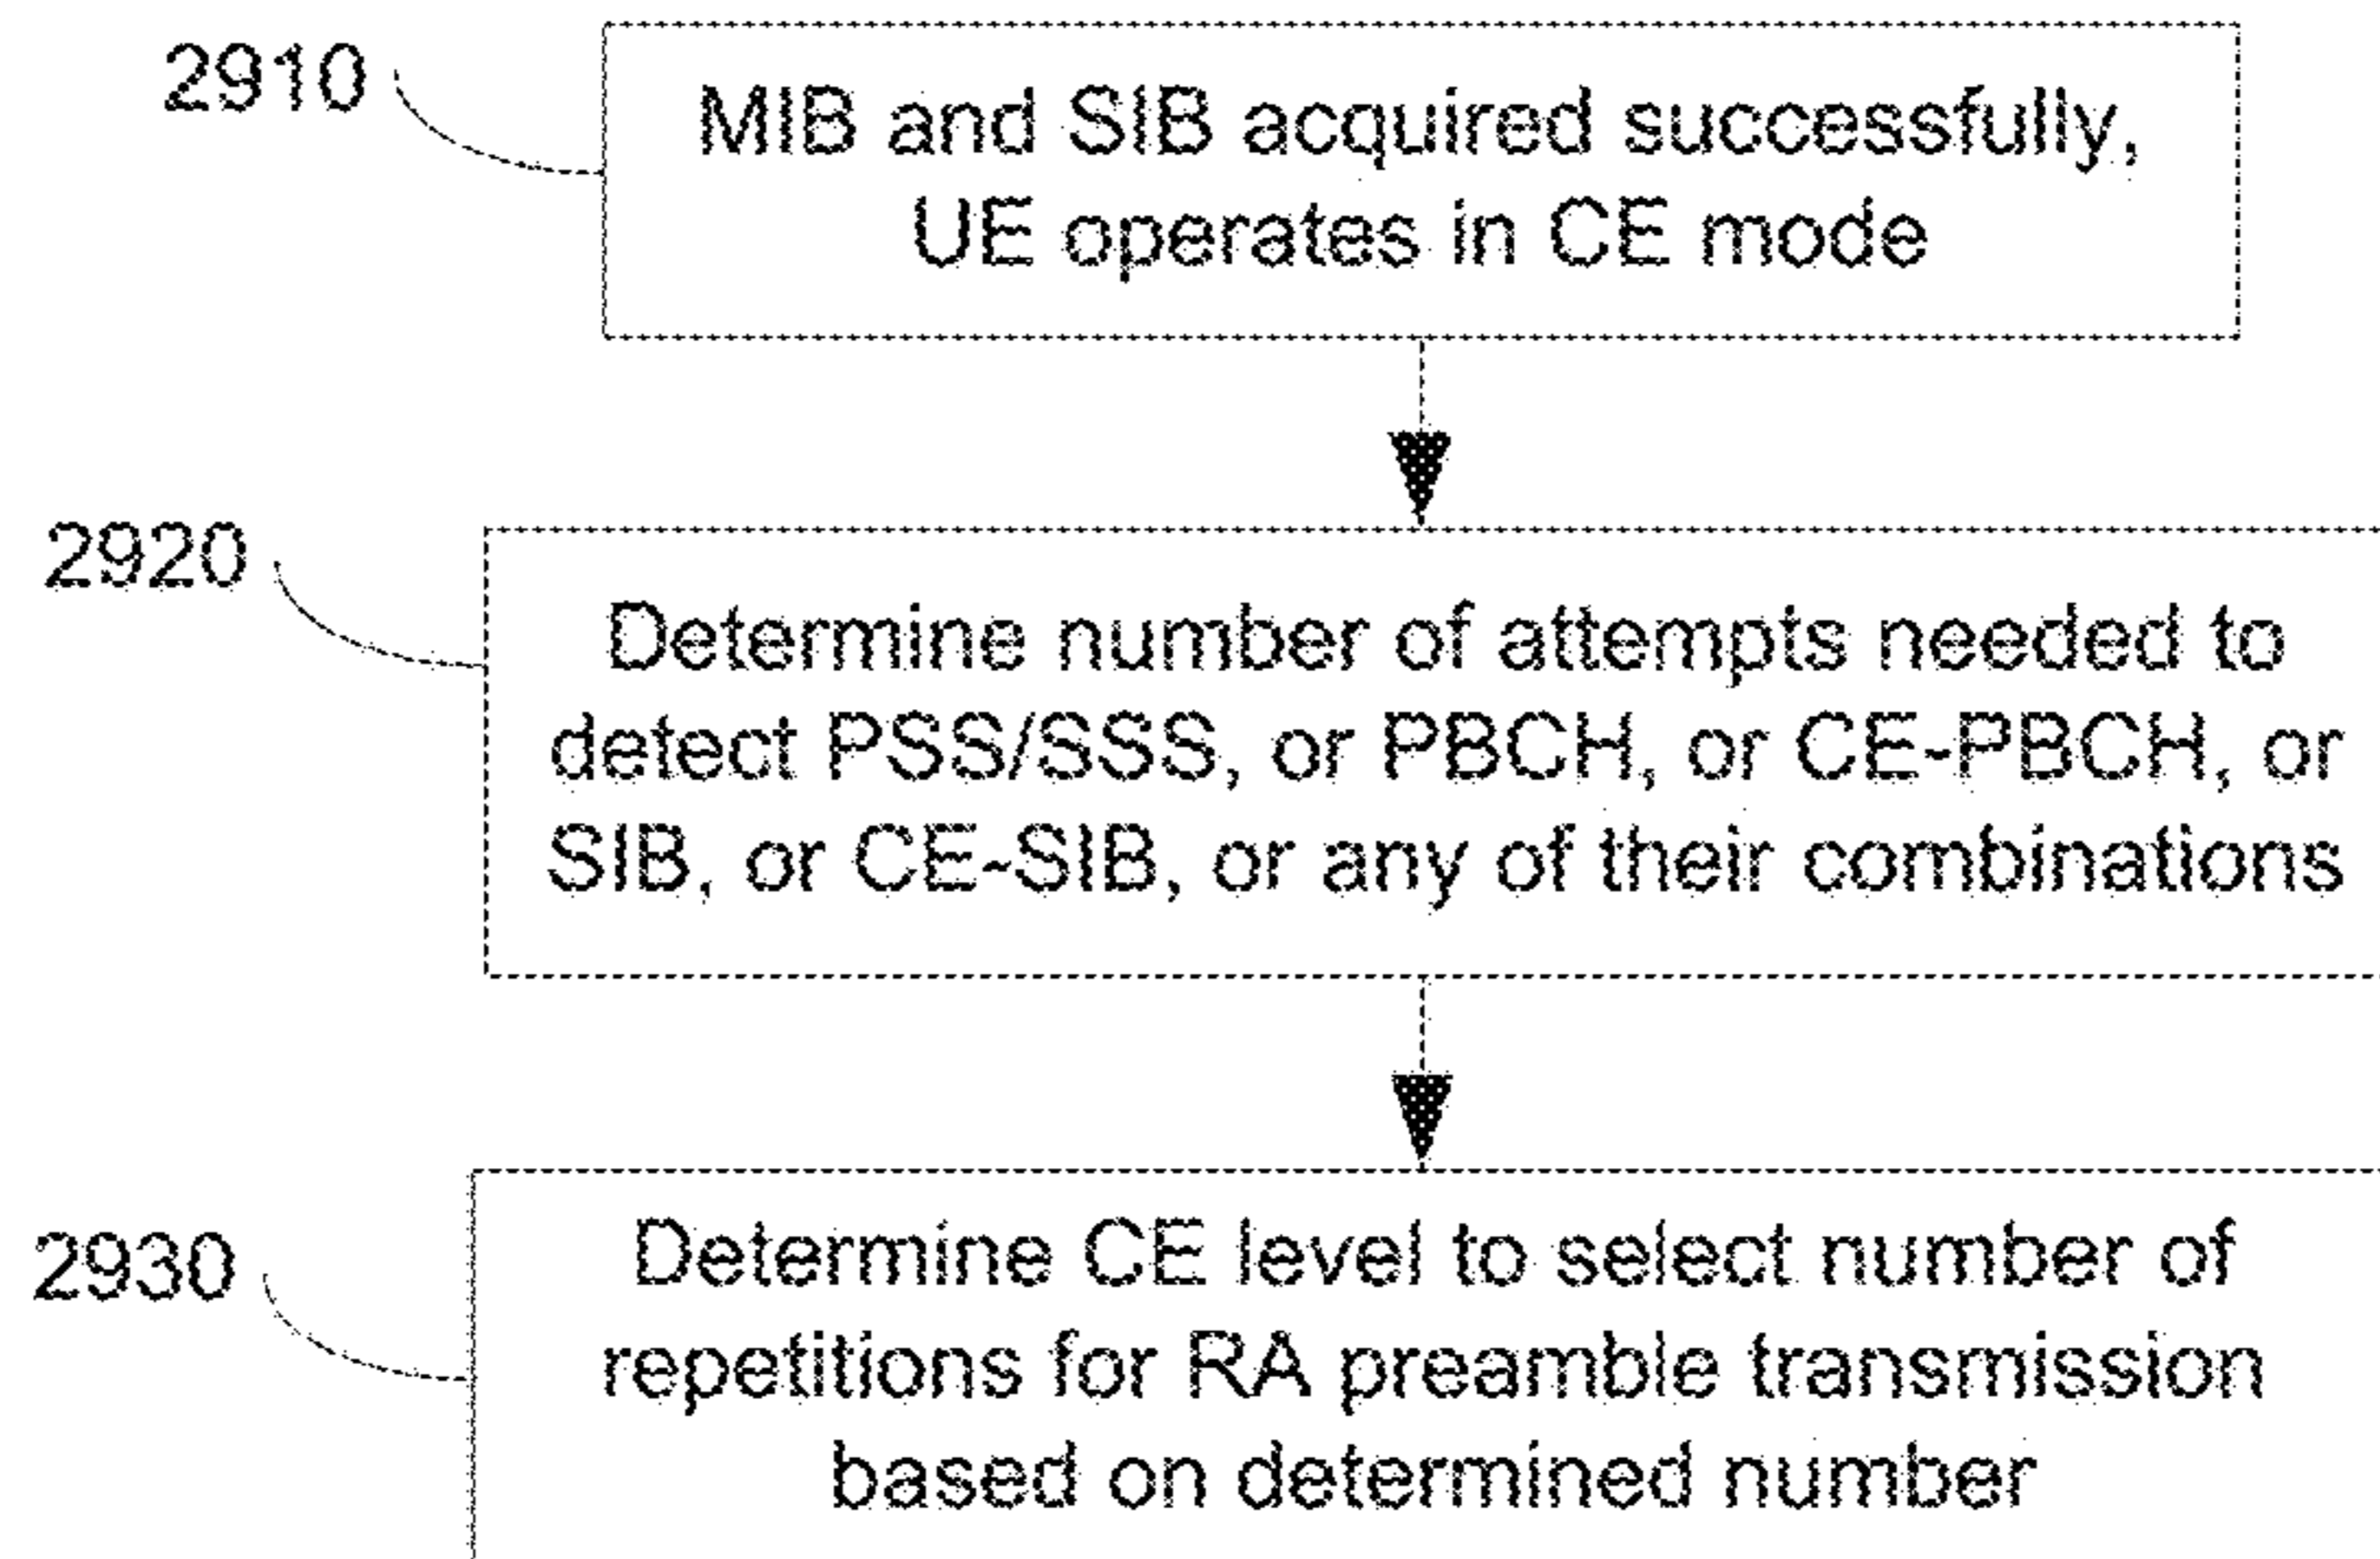 2910
MIB and SIB acquired successfully,
UE operates in CE mode
2920
Determine number of attempts needed to
detect PSS/SSS, or PBCH, or CE-PBCH, or
SIB, or CE-SIB, or any of their combinations
2930
Determine CE level to select number of
repetitions for RA preamble transmission
based on determined number